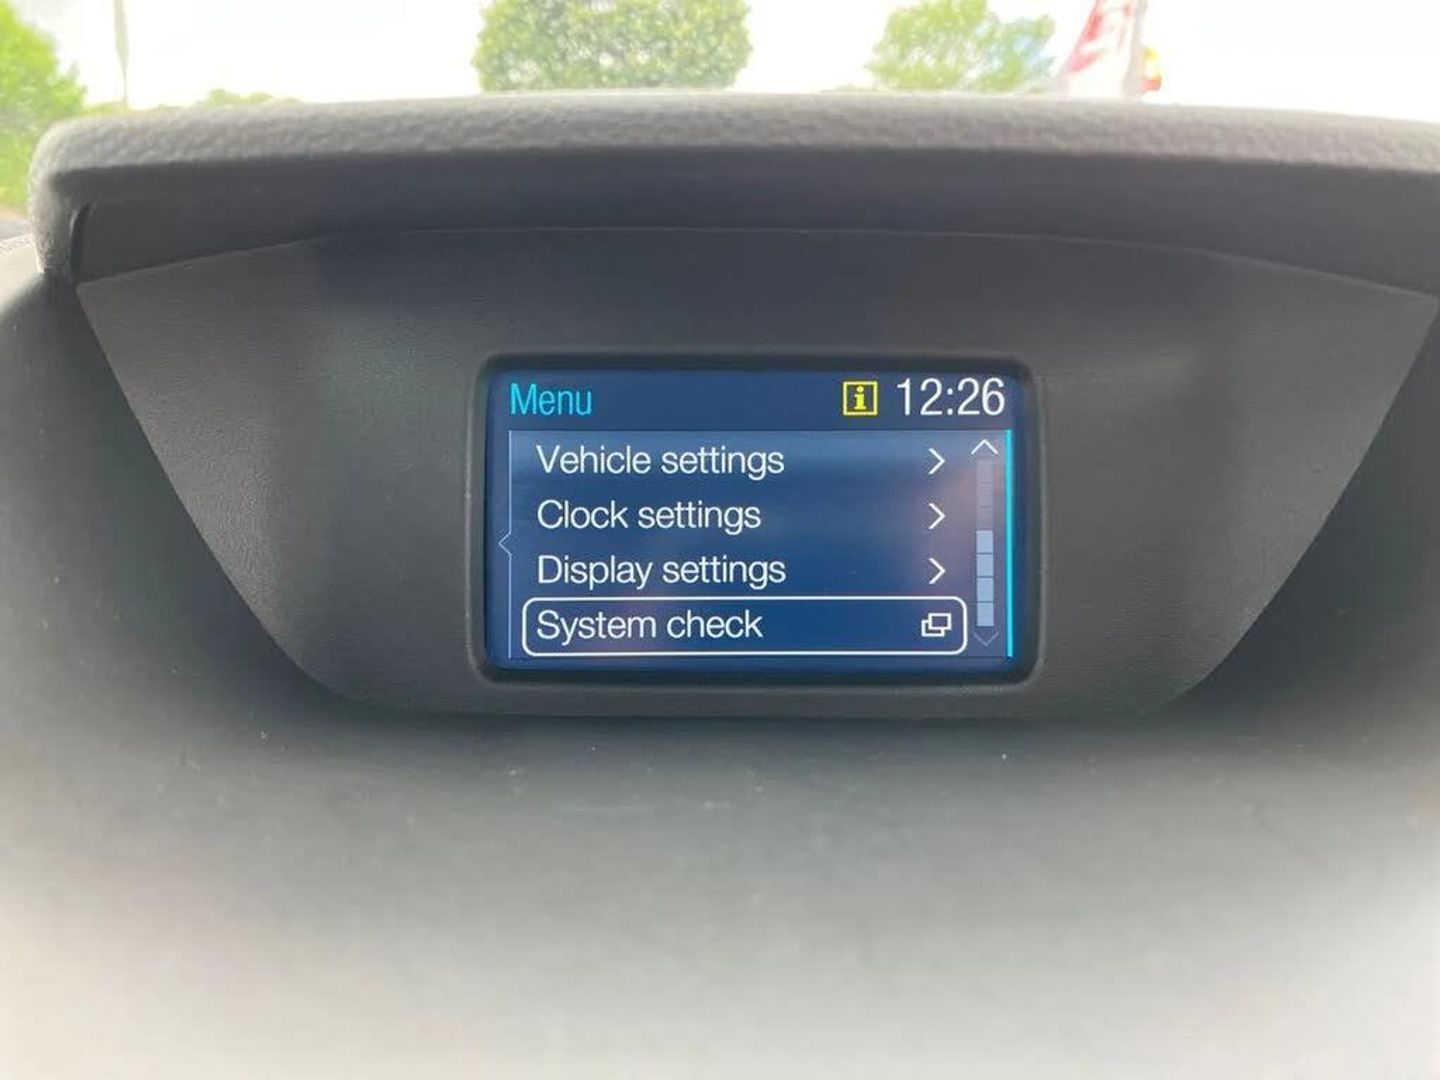 Menu i 12:26
Vehicle settings
Clock settings
Display settings
System check